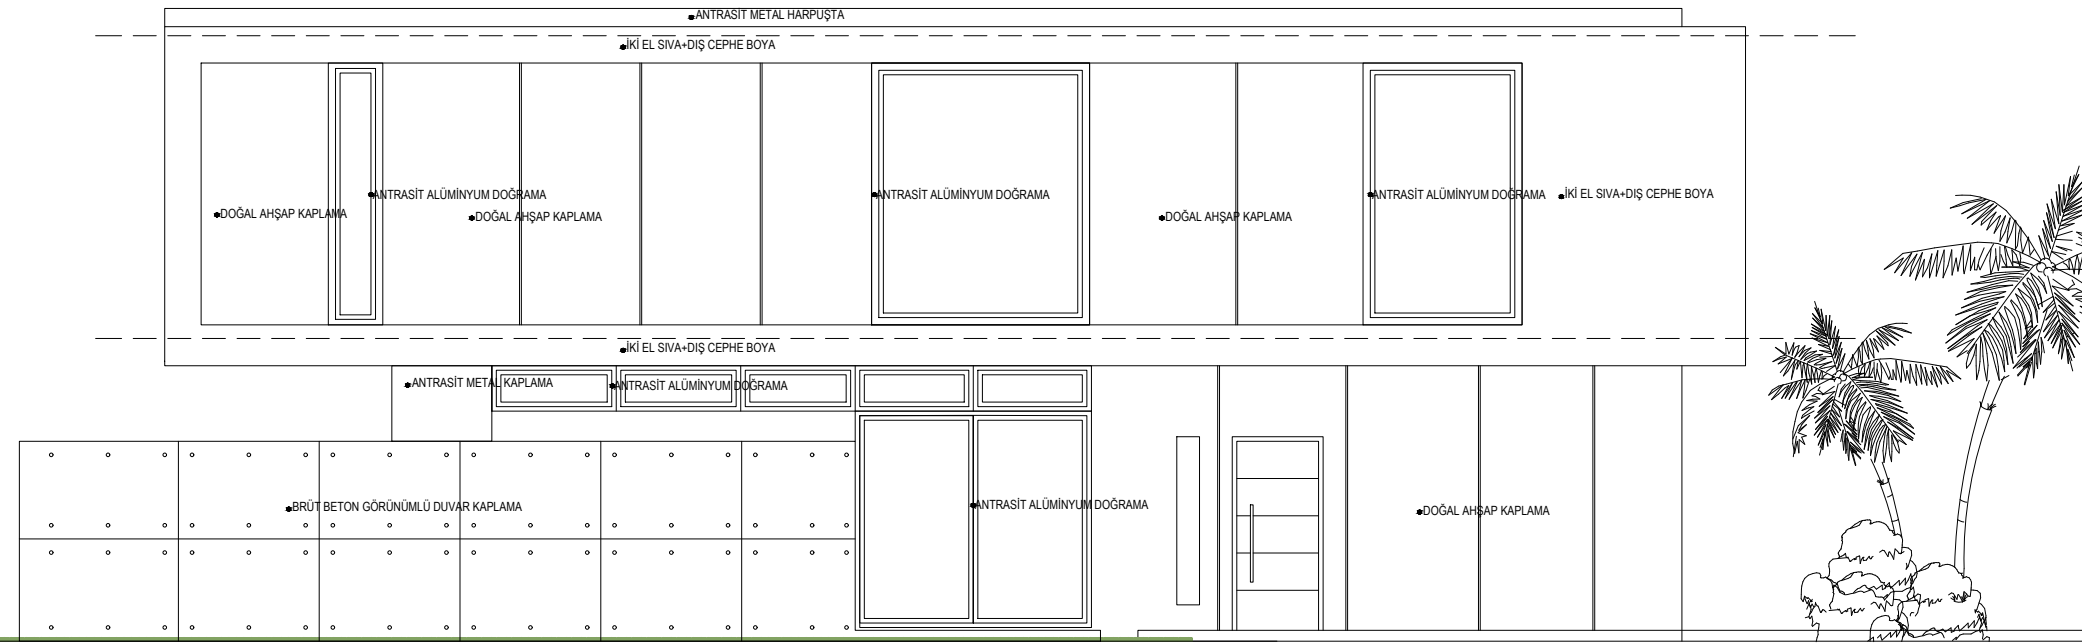 ANTRASİT METAL HARPUŞTA
İKİ EL SIVA+DIŞ CEPHE BOYA
ANTRASİT ALÜMİNYUM DOĞRAMA
ANTRASİT ALÜMİNYUM DOĞRAMA
ANTRASİT ALÜMİNYUM DOĞRAMA
İKİ EL SIVA+DIŞ CEPHE BOYA
DOĞAL AHŞAP KAPLAMA
DOĞAL AHŞAP KAPLAMA
DOĞAL AHŞAP KAPLAMA
İKİ EL SIVA+DIŞ CEPHE BOYA
ANTRASİT METAL KAPLAMA
ANTRASİT ALÜMİNYUM DOĞRAMA
BRÜT BETON GÖRÜNÜMLÜ DUVAR KAPLAMA
ANTRASİT ALÜMİNYUM DOĞRAMA
DOĞAL AHŞAP KAPLAMA